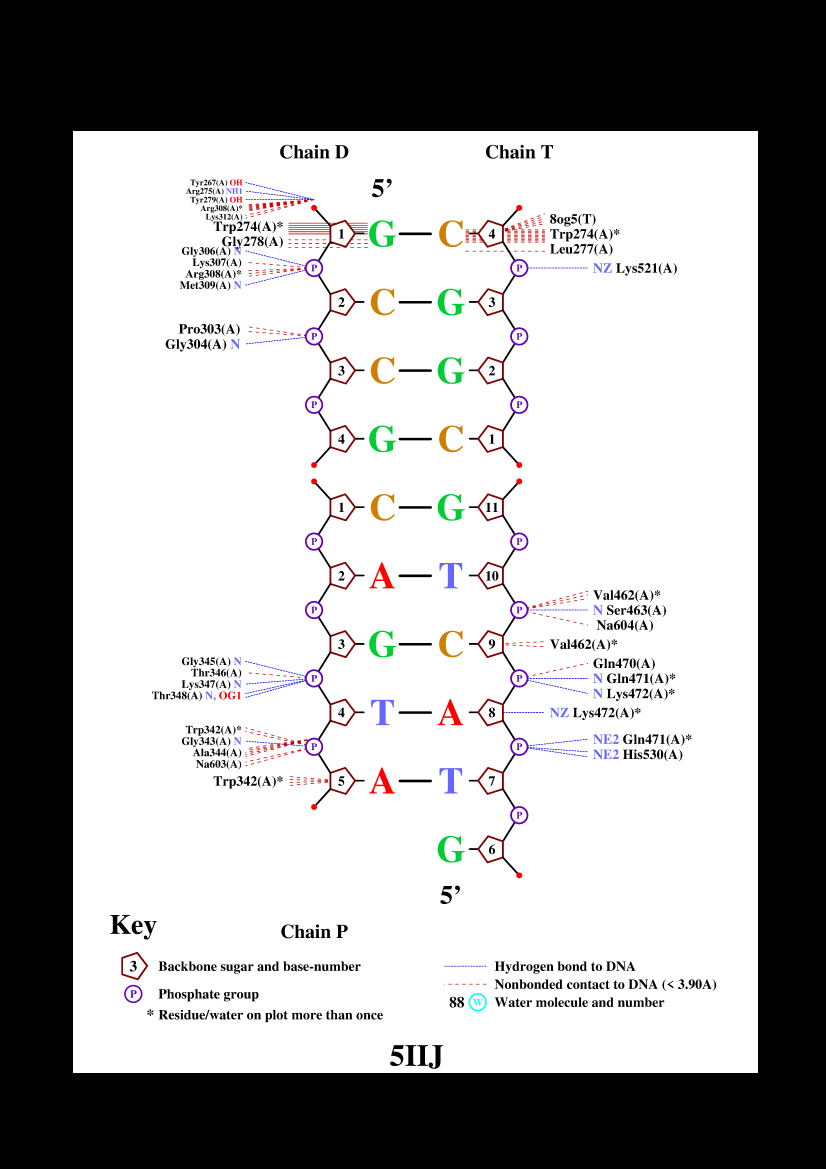 Chain D
Chain T
5’
Tyr267(A) OH
Arg275(A) NH1
Tyr279(A) OH
Arg308(A)*
Lys312(A)
Trp274(A)*
Gly278(A)
1 G C 4
8og5(T)
Trp274(A)*
Leu277(A)
Gly306(A) N
Lys307(A)
Arg308(A)*
Met309(A) N
P P
NZ Lys521(A)
2 C G 3
Pro303(A)
Gly304(A) N
P P
3 C G 2
P P
4 G C 1
1 C G 11
P P
2 A T 10
P P
Val462(A)*
N Ser463(A)
Na604(A)
3 G C 9
Val462(A)*
Gly345(A) N
Thr346(A)
Lys347(A) N
Thr348(A) N, OG1
P P
Gln470(A)
N Gln471(A)*
N Lys472(A)*
4 T A 8
NZ Lys472(A)*
Trp342(A)*
Gly343(A) N
Ala344(A)
Na603(A)
P P
NE2 Gln471(A)*
NE2 His530(A)
Trp342(A)*
5 A T 7
P
G 6
5’
Key
Chain P
3 Backbone sugar and base-number
P Phosphate group
* Residue/water on plot more than once
Hydrogen bond to DNA
Nonbonded contact to DNA (< 3.90A)
88 W Water molecule and number
5IIJ